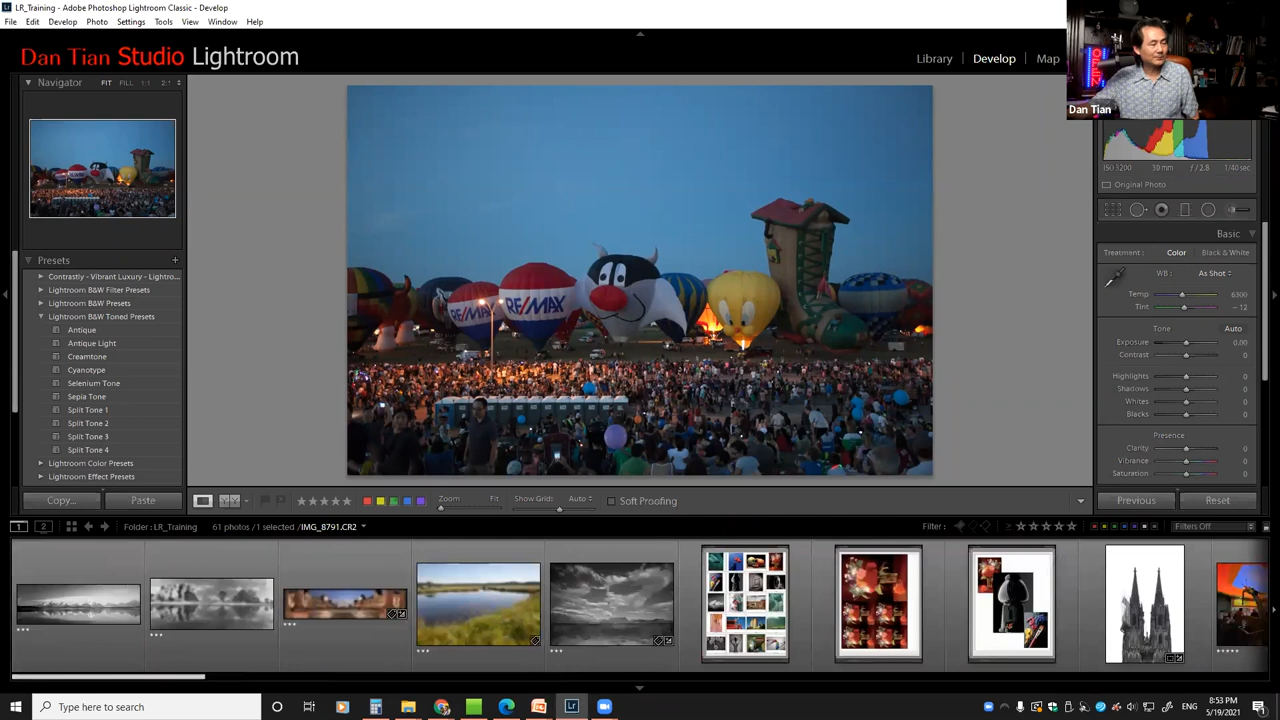 LR_Training - Adobe Photoshop Lightroom Classic - Develop
File Edit Develop Photo Settings Tools View Window Help
Dan Tian Studio Lightroom
Library | Develop | Map
Dan Tian
Navigator FIT FILL 1:1 2:1
Presets +
Contrastly - Vibrant Luxury - Lightro...
Lightroom B&W Filter Presets
Lightroom B&W Presets
Lightroom B&W Toned Presets
Antique
Antique Light
Creamtone
Cyanotype
Selenium Tone
Sepia Tone
Split Tone 1
Split Tone 2
Split Tone 3
Split Tone 4
Lightroom Color Presets
Lightroom Effect Presets
Copy... Paste
RE/MAX
RE/MAX
ISO 3200 30 mm f / 2.8 1/40 sec
Original Photo
Basic
Treatment: Color | Black & White
WB: As Shot
Temp 6300
Tint - 12
Tone Auto
Exposure 0.00
Contrast 0
Highlights 0
Shadows 0
Whites 0
Blacks 0
Presence
Clarity 0
Vibrance 0
Saturation 0
Previous Reset
Zoom Fit Show Grids: Auto Soft Proofing
1 2 Folder : LR_Training 61 photos / 1 selected / IMG_8791.CR2 Filter : Filters Off
Type here to search
ENG
8:53 PM
5/19/2021